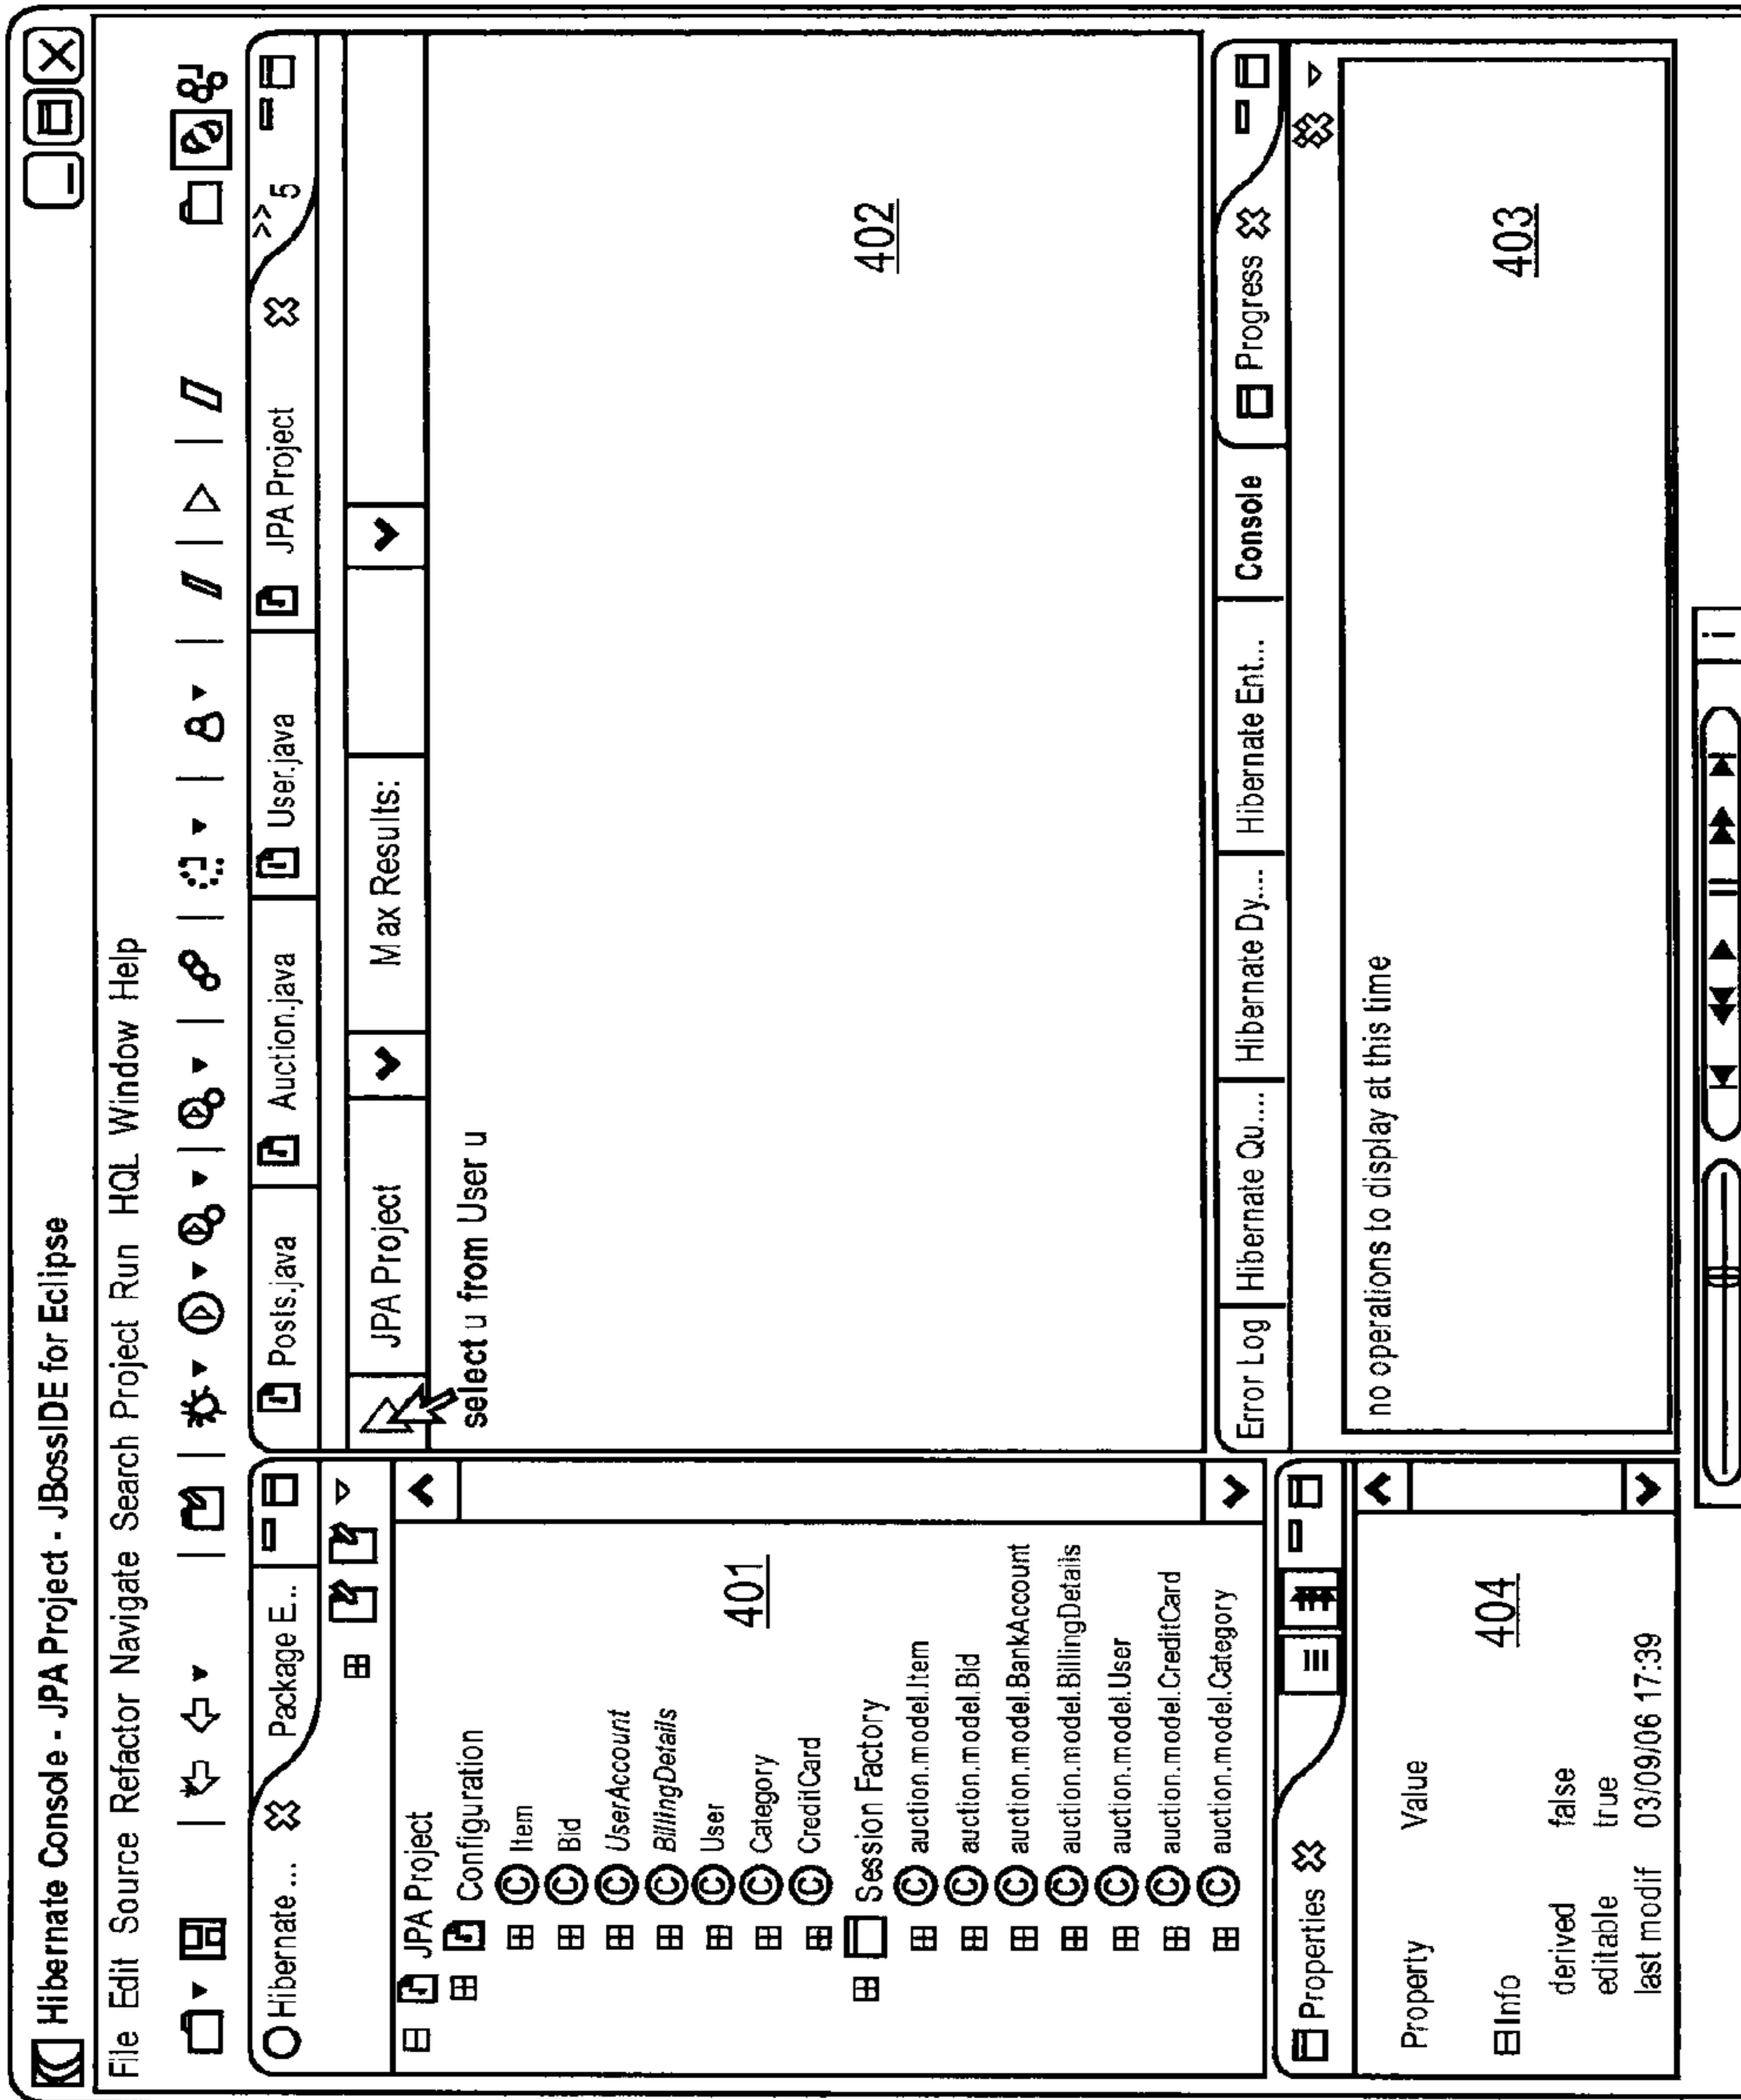 Hibernate Console - JPA Project - JBossIDE for Eclipse
File Edit Source Refactor Navigate Search Project Run HQL Window Help
Hibernate ... Package E..
JPA Project
Configuration
Item
Bid
UserAccount
BillingDetails
User
Category
CreditCard
Session Factory
auction.model.Item
auction.model.Bid
auction.model.BankAccount
auction.model.BillingDetails
auction.model.User
auction.model.CreditCard
auction.model.Category
401
Posts.java Auction.java User.java JPA Project >> 5
JPA Project Max Results:
select u from User u
402
Properties
Property Value
Info
derived false
editable true
last modif 03/09/06 17:39
404
Error Log Hibernate Qu.... Hibernate Dy.... Hibernate Ent... Console Progress
no operations to display at this time
403